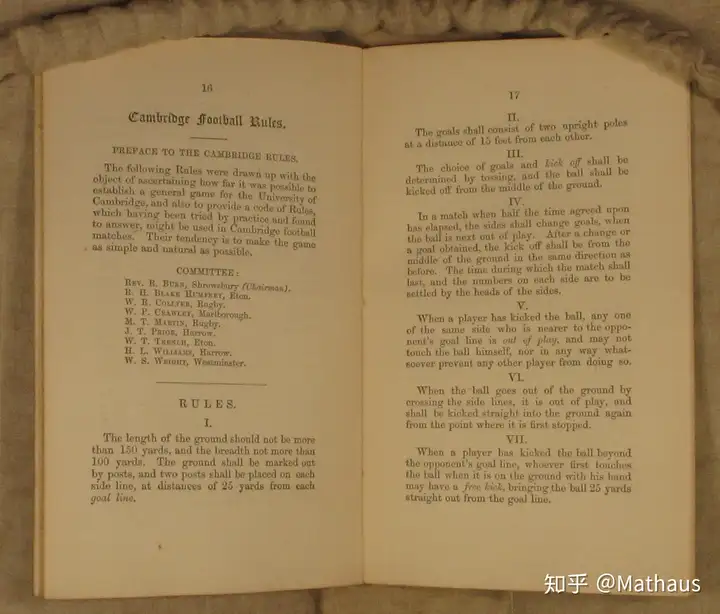 16
Cambridge Football Rules.
PREFACE TO THE CAMBRIDGE RULES.
The following Rules were drawn up with the
object of ascertaining how far it was possible to
establish a general game for the University of
Cambridge, and also to provide a code of Rules,
which having been tried by practice and found
to answer, might be used in Cambridge football
matches. Their tendency is to make the game
as simple and natural as possible.
COMMITTEE:
REV. R. BURN, Shrewsbury (Chairman).
R. H. BLAKE HUMFREY, Eton.
W. R. COLLYER, Rugby.
W. P. CRAWLEY, Marlborough.
M. T. MARTIN, Rugby.
J. T. PRIOR, Harrow.
W. T. TRENCH, Eton.
H. L. WILLIAMS, Harrow.
W. S. WRIGHT, Westminster.
RULES.
I.
The length of the ground should not be more
than 150 yards, and the breadth not more than
100 yards. The ground shall be marked out
by posts, and two posts shall be placed on each
side line, at distances of 25 yards from each
goal line.
17
II.
The goals shall consist of two upright poles
at a distance of 15 feet from each other.
III.
The choice of goals and kick off shall be
determined by tossing, and the ball shall be
kicked off from the middle of the ground.
IV.
In a match when half the time agreed upon
has elapsed, the sides shall change goals, when
the ball is next out of play. After a change or
a goal obtained, the kick off shall be from the
middle of the ground in the same direction as
before. The time during which the match shall
last, and the numbers on each side are to be
settled by the heads of the sides.
V.
When a player has kicked the ball, any one
of the same side who is nearer to the oppo-
nent's goal line is out of play, and may not
touch the ball himself, nor in any way what-
soever prevent any other player from doing so.
VI.
When the ball goes out of the ground by
crossing the side lines, it is out of play, and
shall be kicked straight into the ground again
from the point where it is first stopped.
VII.
When a player has kicked the ball beyond
the opponent's goal line, whoever first touches
the ball when it is on the ground with his hand
may have a free kick, bringing the ball 25 yards
straight out from the goal line.
知乎 @Mathaus